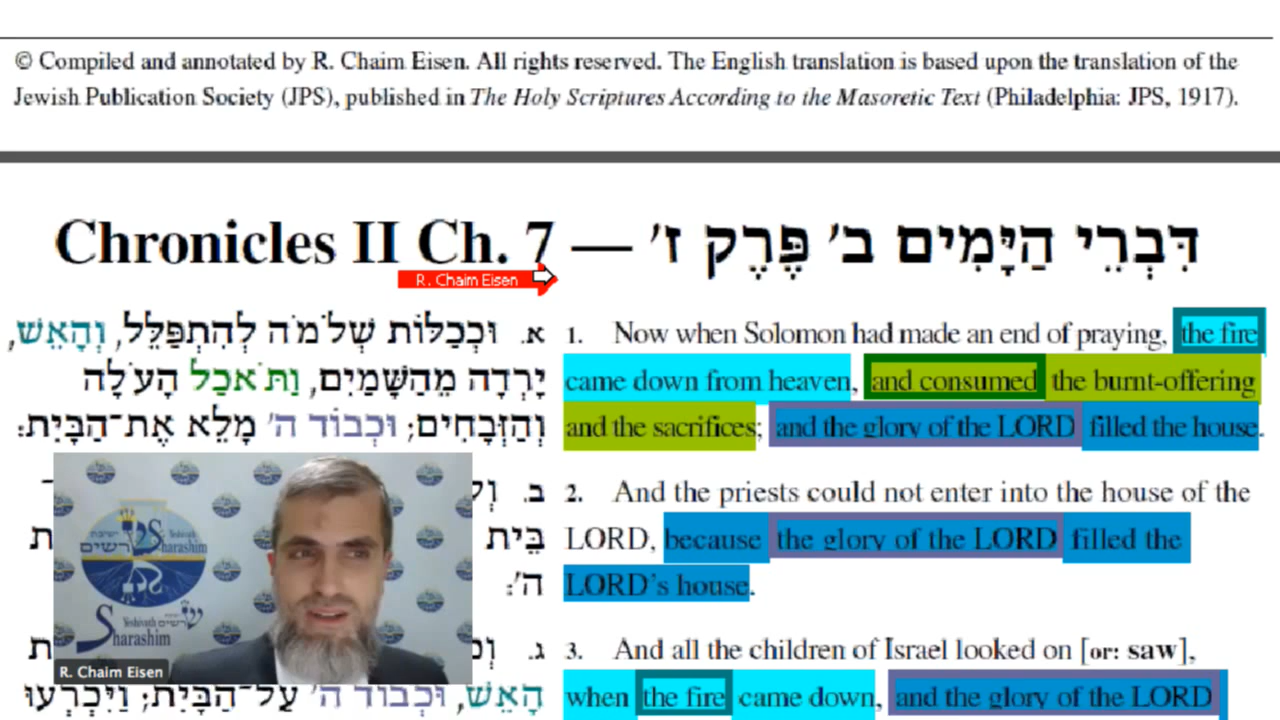 © Compiled and annotated by R. Chaim Eisen. All rights reserved. The English translation is based upon the translation of the
Jewish Publication Society (JPS), published in The Holy Scriptures According to the Masoretic Text (Philadelphia: JPS, 1917).
Chronicles II Ch. 7 — דִּבְרֵי הַיָּמִים ב׳ פֶּרֶק ז׳
R. Chaim Eisen
א. וּכְכַלּוֹת שְׁלֹמֹה לְהִתְפַּלֵּל, וְהָאֵשׁ,
יָרְדָה מֵהַשָּׁמַיִם, וַתֹּאכַל הָעֹלָה
וְהַזְּבָחִים; וּכְבוֹד ה׳ מָלֵא אֶת־הַבָּיִת:
1. Now when Solomon had made an end of praying, the fire
came down from heaven, and consumed the burnt-offering
and the sacrifices; and the glory of the LORD filled the house.
ב.
בֵּית
ה׳:
2. And the priests could not enter into the house of the
LORD, because the glory of the LORD filled the
LORD’s house.
ג.
הָאֵשׁ, וּכְבוֹד ה׳ עַל־הַבָּיִת; וַיִּכְרְעוּ
3. And all the children of Israel looked on [or: saw],
when the fire came down, and the glory of the LORD
ישיבת שרשים
Yeshivath Sharashim
Yeshivath ישיבת שרשים
Sharashim
R. Chaim Eisen